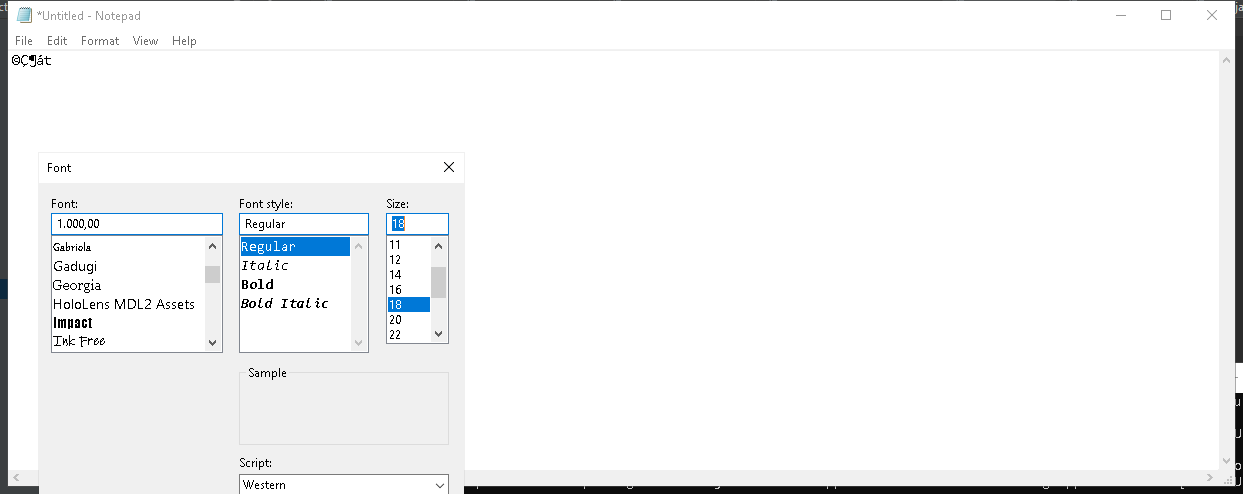 *Untitled - Notepad
File Edit Format View Help
©Ç¶át
Font
Font: Font style: Size:
1.000,00 Regular 18
Gabriola Regular 11
Gadugi Italic 12
Georgia Bold 14
HoloLens MDL2 Assets Bold Italic 16
Impact 18
Ink Free 20
22
Sample
Script:
Western